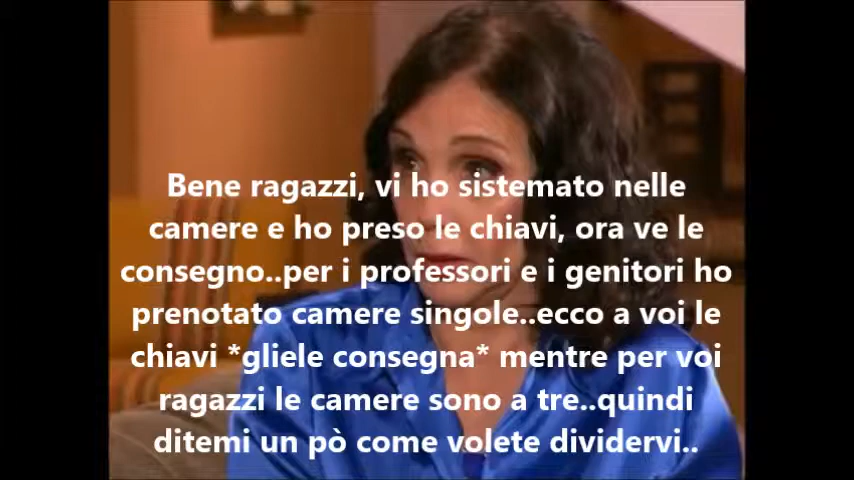 Bene ragazzi, vi ho sistemato nelle
camere e ho preso le chiavi, ora ve le
consegno..per i professori e i genitori ho
prenotato camere singole..ecco a voi le
chiavi *gliele consegna* mentre per voi
ragazzi le camere sono a tre..quindi
ditemi un pò come volete dividervi..